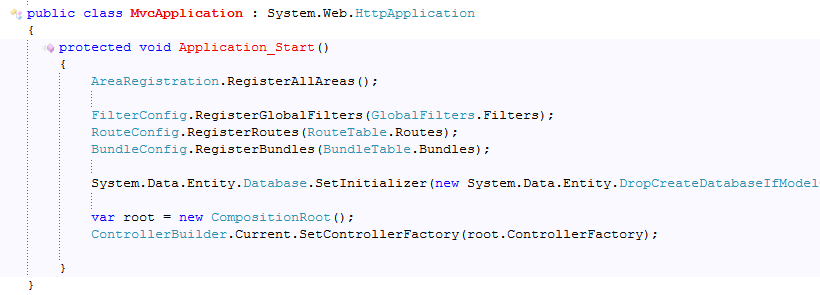 public class MvcApplication : System.Web.HttpApplication
{
protected void Application_Start()
{
AreaRegistration.RegisterAllAreas();
FilterConfig.RegisterGlobalFilters(GlobalFilters.Filters);
RouteConfig.RegisterRoutes(RouteTable.Routes);
BundleConfig.RegisterBundles(BundleTable.Bundles);
System.Data.Entity.Database.SetInitializer(new System.Data.Entity.DropCreateDatabaseIfModel
var root = new CompositionRoot();
ControllerBuilder.Current.SetControllerFactory(root.ControllerFactory);
}
}